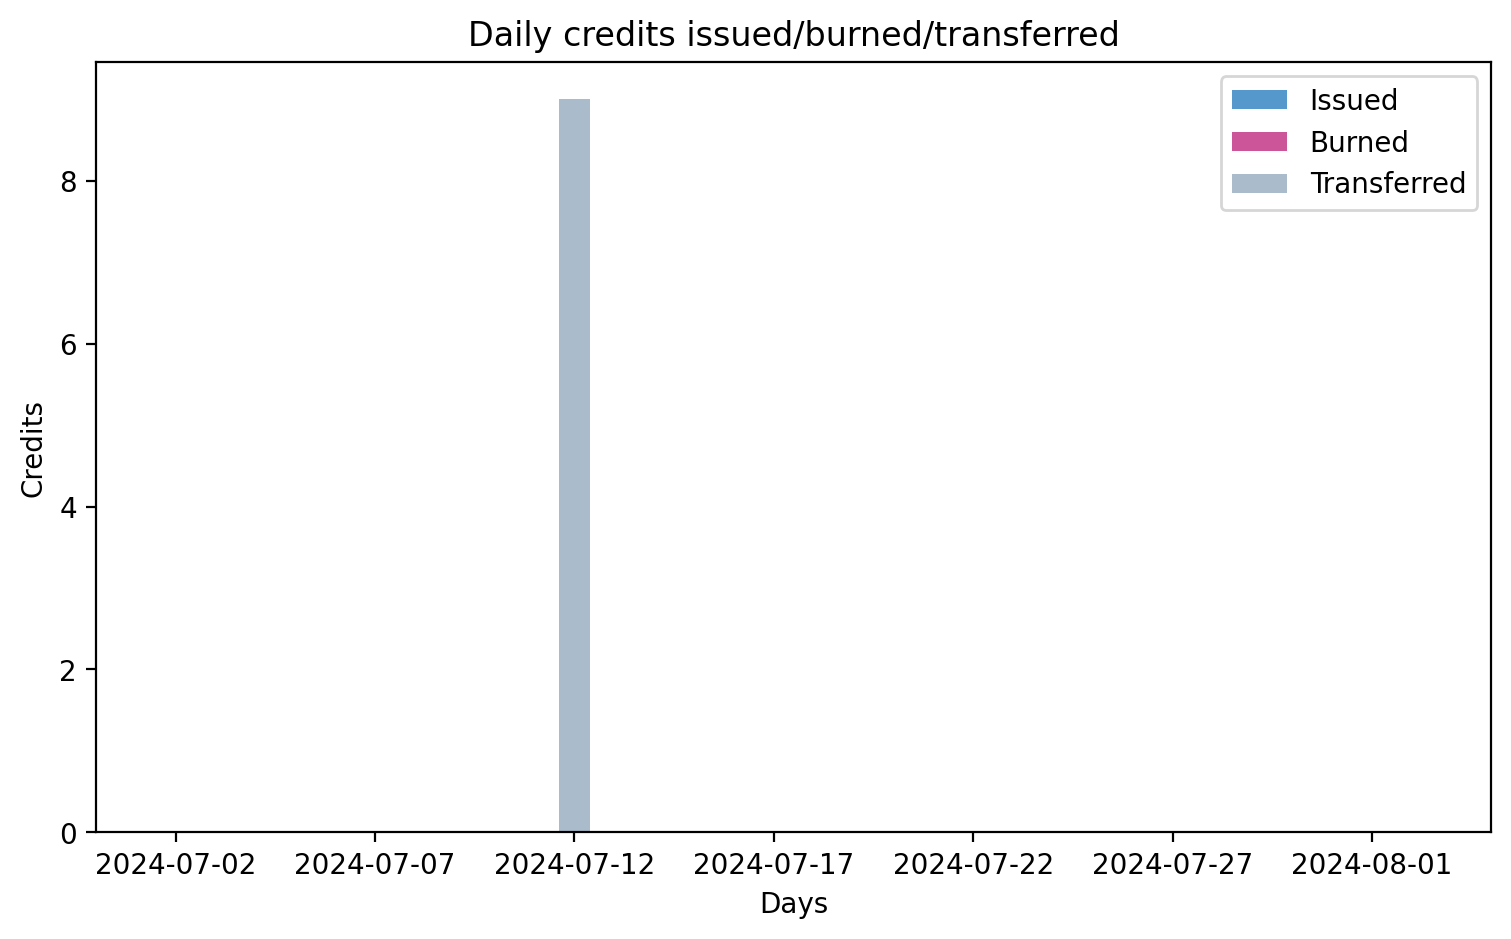 Daily credits issued/burned/transferred
Issued
Burned
Transferred
8
6
4
2
0
Credits
2024-07-02 2024-07-07 2024-07-12 2024-07-17 2024-07-22 2024-07-27 2024-08-01
Days